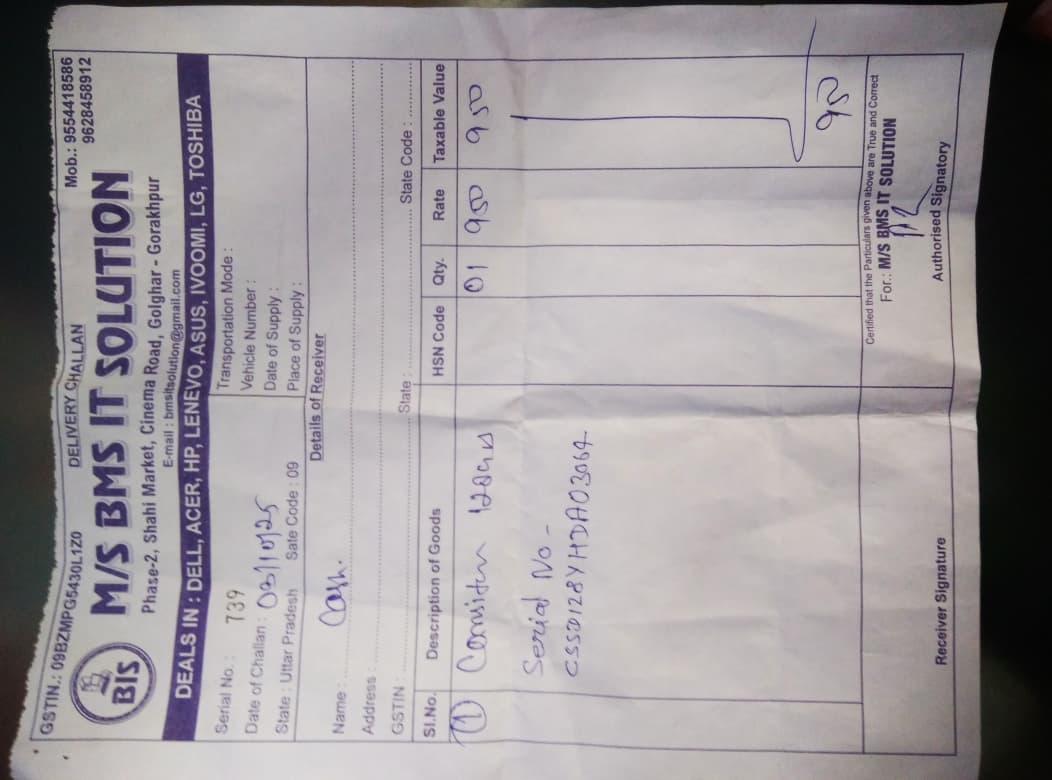 GSTIN.: 09BZMPG5430L1Z0 DELIVERY CHALLAN Mob.: 9554418586
9628458912
BIS
M/S BMS IT SOLUTION
Phase-2, Shahi Market, Cinema Road, Golghar - Gorakhpur
E-mail : bmsitsolution@gmail.com
DEALS IN : DELL, ACER, HP, LENEVO, ASUS, IVOOMI, LG, TOSHIBA
Serial No. : 739 Transportation Mode :
Date of Challan : 03/10/25 Vehicle Number :
State : Uttar Pradesh Sate Code : 09 Date of Supply :
Place of Supply :
Details of Receiver
Name : Cash.
Address :
GSTIN : State : State Code :
Sl.No. Description of Goods HSN Code Qty. Rate Taxable Value
1 128GB 01 950 950
Serial No -
CSSD128YHDA03064
950
Certified that the Particulars given above are True and Correct
For.: M/S BMS IT SOLUTION
Receiver Signature Authorised Signatory